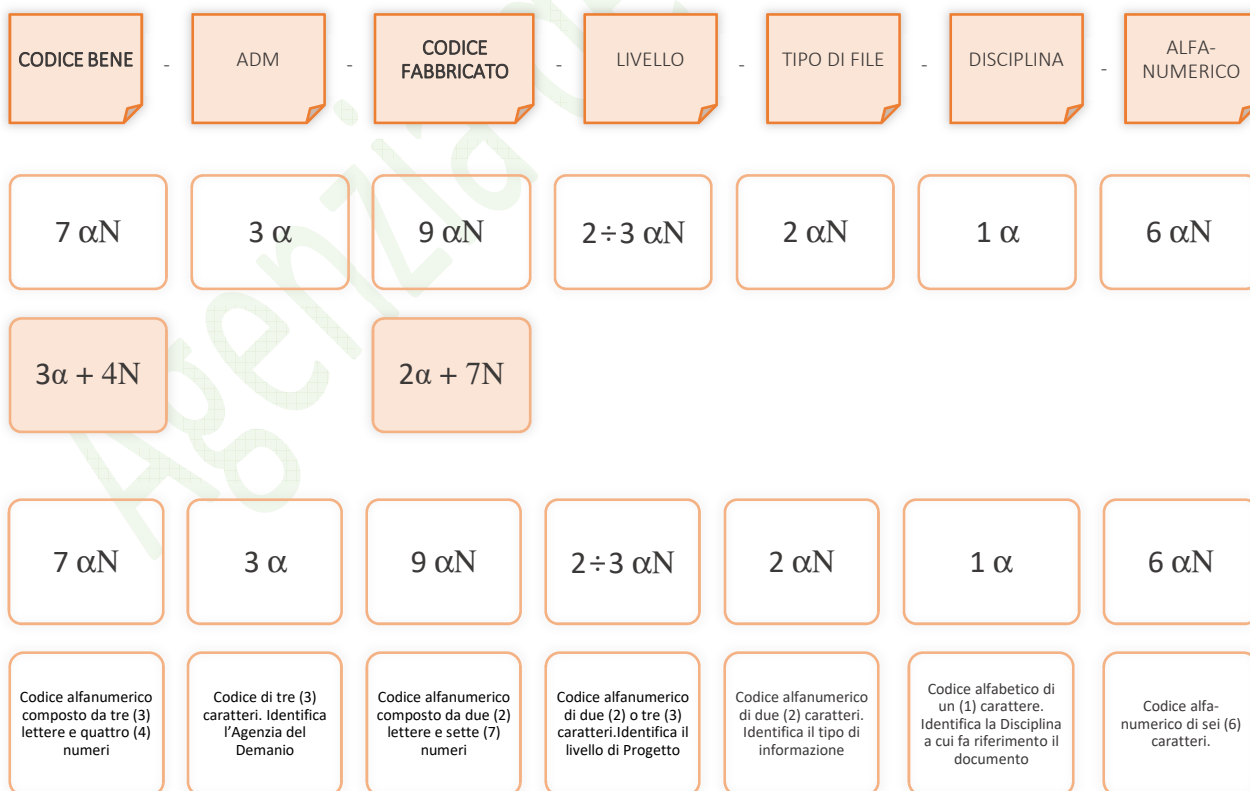 CODICE BENE - ADM - CODICE FABBRICATO - LIVELLO - TIPO DI FILE - DISCIPLINA - ALFA-NUMERICO
7 αN 3 α 9 αN 2÷3 αN 2 αN 1 α 6 αN
3α + 4N 2α + 7N
7 αN 3 α 9 αN 2÷3 αN 2 αN 1 α 6 αN
Codice alfanumerico
composto da tre (3)
lettere e quattro (4)
numeri
Codice di tre (3)
caratteri. Identifica
l'Agenzia del
Demanio
Codice alfanumerico
composto da due (2)
lettere e sette (7)
numeri
Codice alfanumerico
di due (2) o tre (3)
caratteri.Identifica il
livello di Progetto
Codice alfanumerico
di due (2) caratteri.
Identifica il tipo di
informazione
Codice alfabetico di
un (1) carattere.
Identifica la Disciplina
a cui fa riferimento il
documento
Codice alfa-
numerico di sei (6)
caratteri.
Agenzia